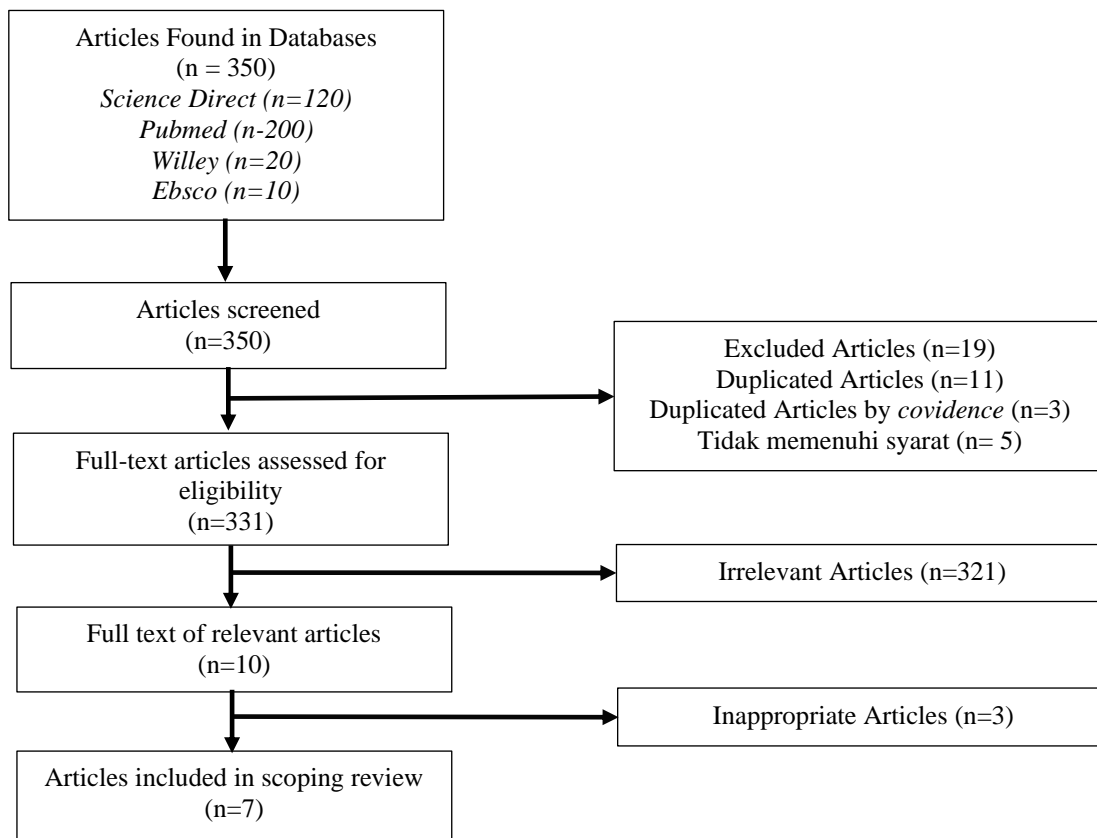 Articles Found in Databases
(n = 350)
Science Direct (n=120)
Pubmed (n-200)
Willey (n=20)
Ebsco (n=10)
Articles screened
(n=350)
Excluded Articles (n=19)
Duplicated Articles (n=11)
Duplicated Articles by covidence (n=3)
Tidak memenuhi syarat (n= 5)
Full-text articles assessed for
eligibility
(n=331)
Irrelevant Articles (n=321)
Full text of relevant articles
(n=10)
Inappropriate Articles (n=3)
Articles included in scoping review
(n=7)